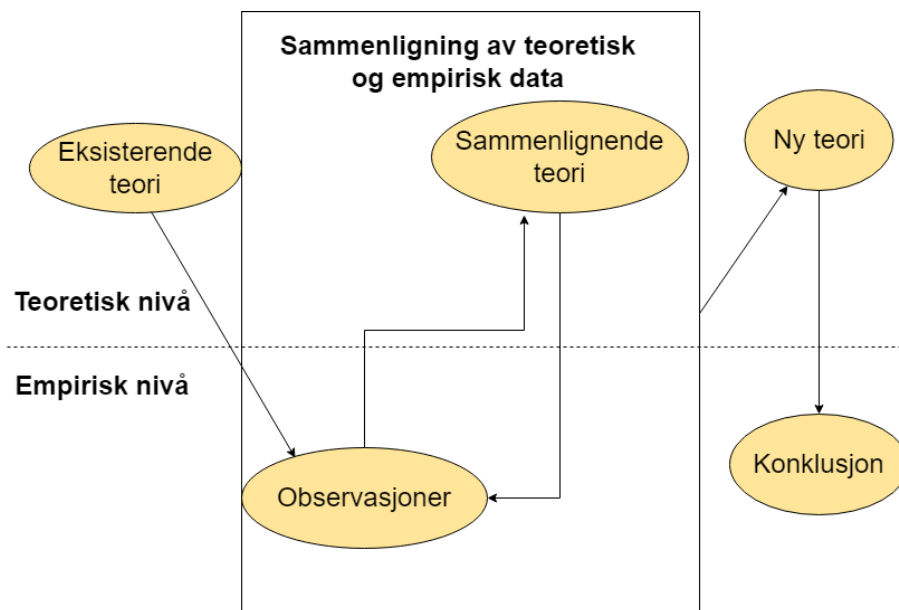 Sammenligning av teoretisk
og empirisk data
Eksisterende
teori
Sammenlignende
teori
Ny teori
Teoretisk nivå
Empirisk nivå
Observasjoner
Konklusjon